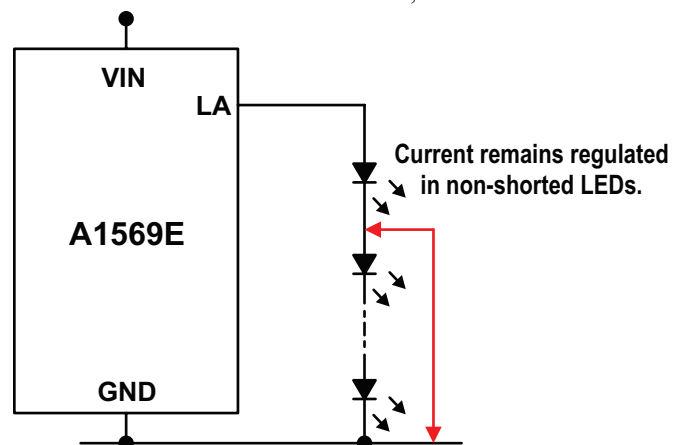 VIN
LA
Current remains regulated
in non-shorted LEDs.
A1569E
GND